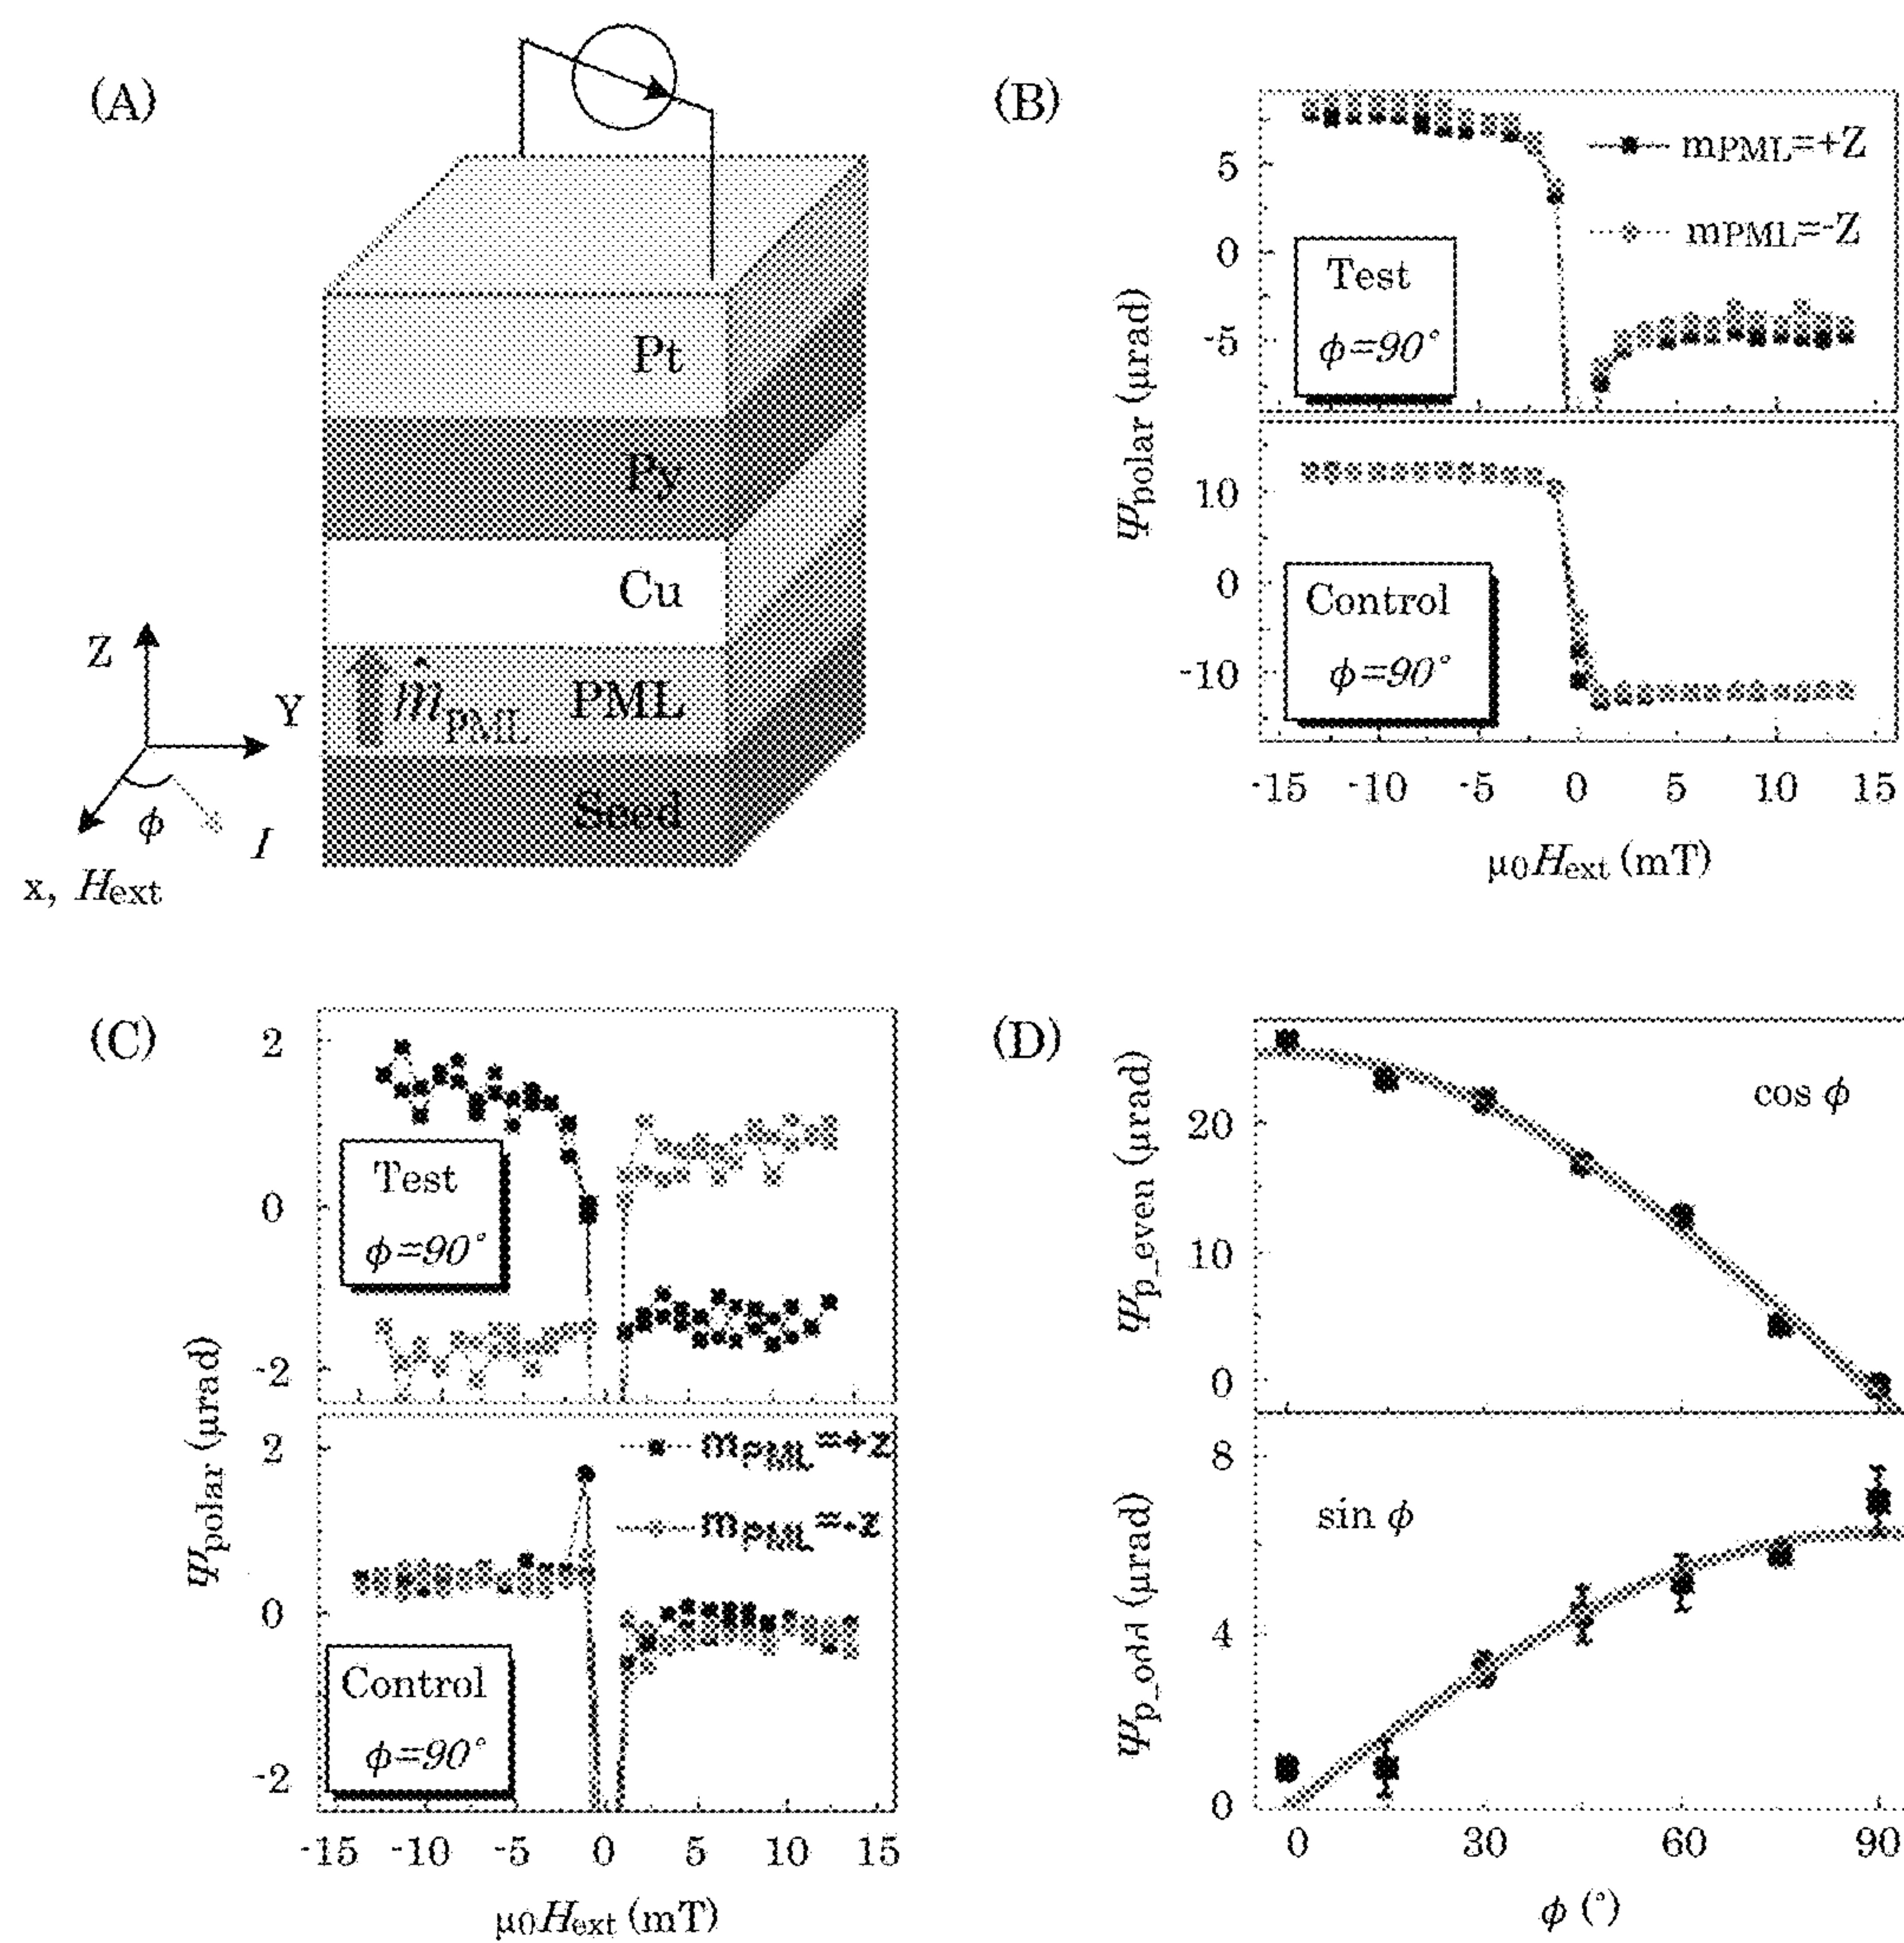 (A)
Pt
Py
Cu
m̂PML PML
Seed
Z
Y
ϕ
I
x, Hext
(B)
mPML=+Z
mPML=-Z
5
0
-5
Test
ϕ=90°
Ψpolar (μrad)
10
0
-10
Control
ϕ=90°
-15 -10 -5 0 5 10 15
μ0Hext (mT)
(C)
2
0
-2
Test
ϕ=90°
Ψpolar (μrad)
2
0
-2
mPML=+z
mPML=-z
Control
ϕ=90°
-15 -10 -5 0 5 10 15
μ0Hext (mT)
(D)
cos ϕ
20
10
0
Ψp_even (μrad)
sin ϕ
8
4
0
Ψp_odd (μrad)
0 30 60 90
ϕ (°)